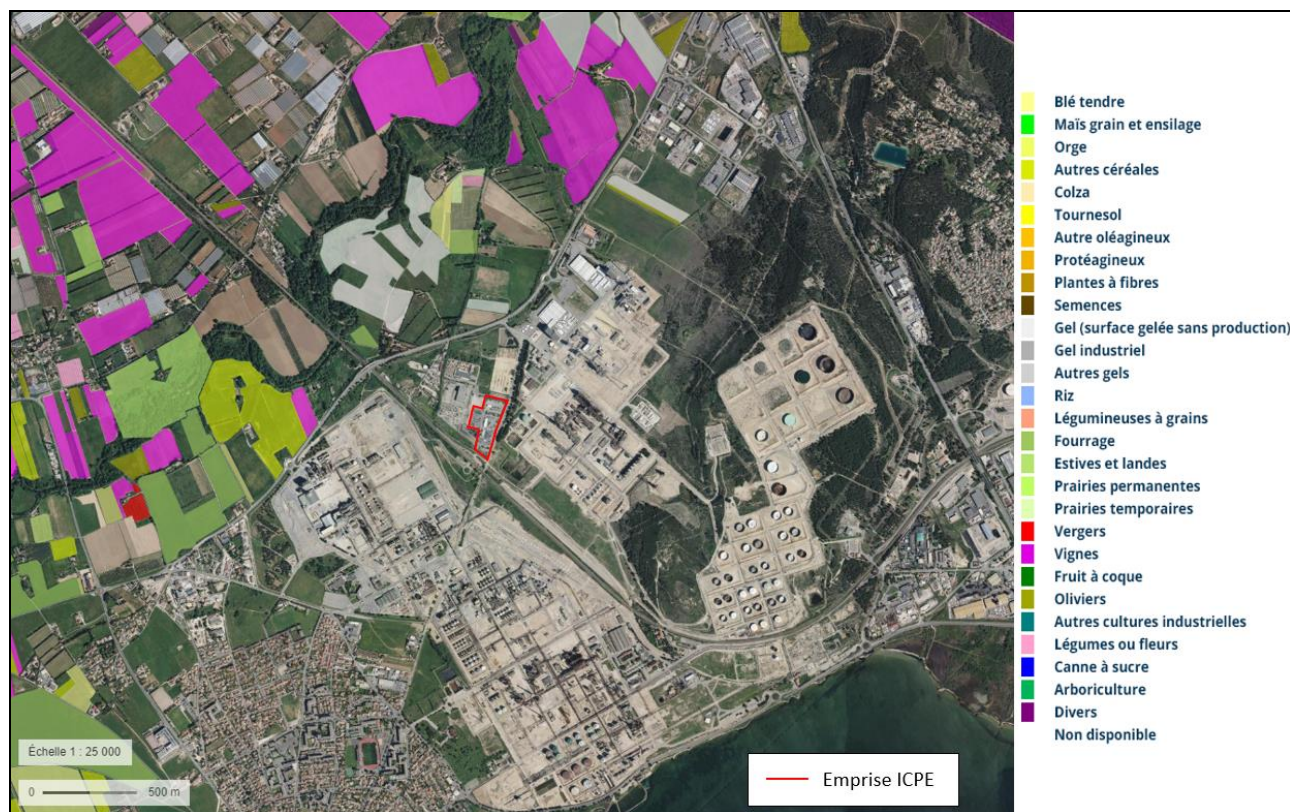 Blé tendre
Maïs grain et ensilage
Orge
Autres céréales
Colza
Tournesol
Autre oléagineux
Protéagineux
Plantes à fibres
Semences
Gel (surface gelée sans production)
Gel industriel
Autres gels
Riz
Légumineuses à grains
Fourrage
Estives et landes
Prairies permanentes
Prairies temporaires
Vergers
Vignes
Fruit à coque
Oliviers
Autres cultures industrielles
Légumes ou fleurs
Canne à sucre
Arboriculture
Divers
Non disponible
Échelle 1 : 25 000
0 500 m
Emprise ICPE